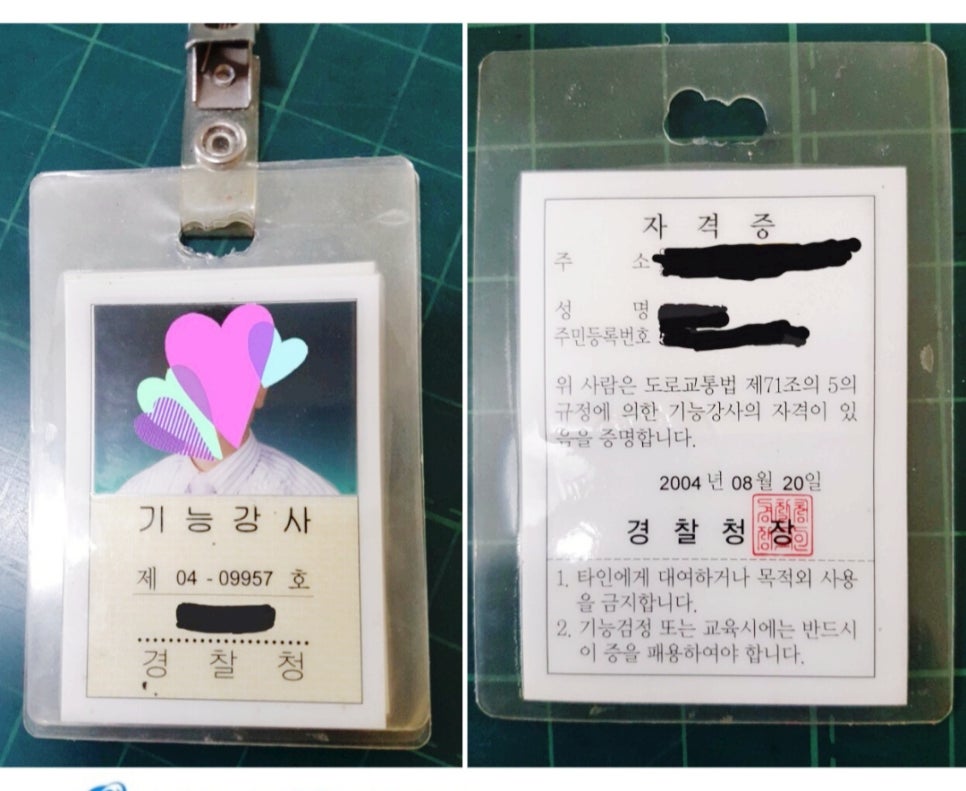 기능강사
제 04 - 09957 호
경찰청
자격증
주소
성명
주민등록번호
위 사람은 도로교통법 제71조의 5의
규정에 의한 기능강사의 자격이 있
음을 증명합니다.
2004 년 08 월 20 일
경찰청장
1. 타인에게 대여하거나 목적외 사용
을 금지합니다.
2. 기능검정 또는 교육시에는 반드시
이 증을 패용하여야 합니다.